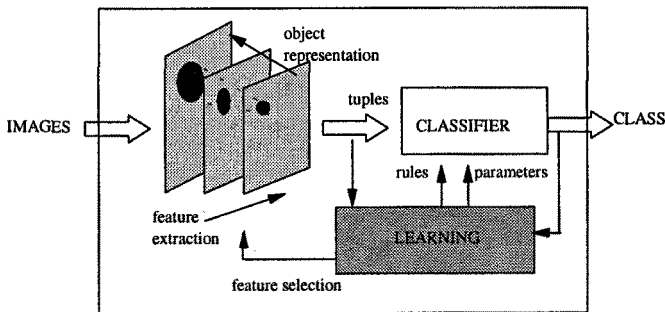 object
representation
tuples
IMAGES
CLASSIFIER
CLASS
rules
parameters
feature
extraction
LEARNING
feature selection